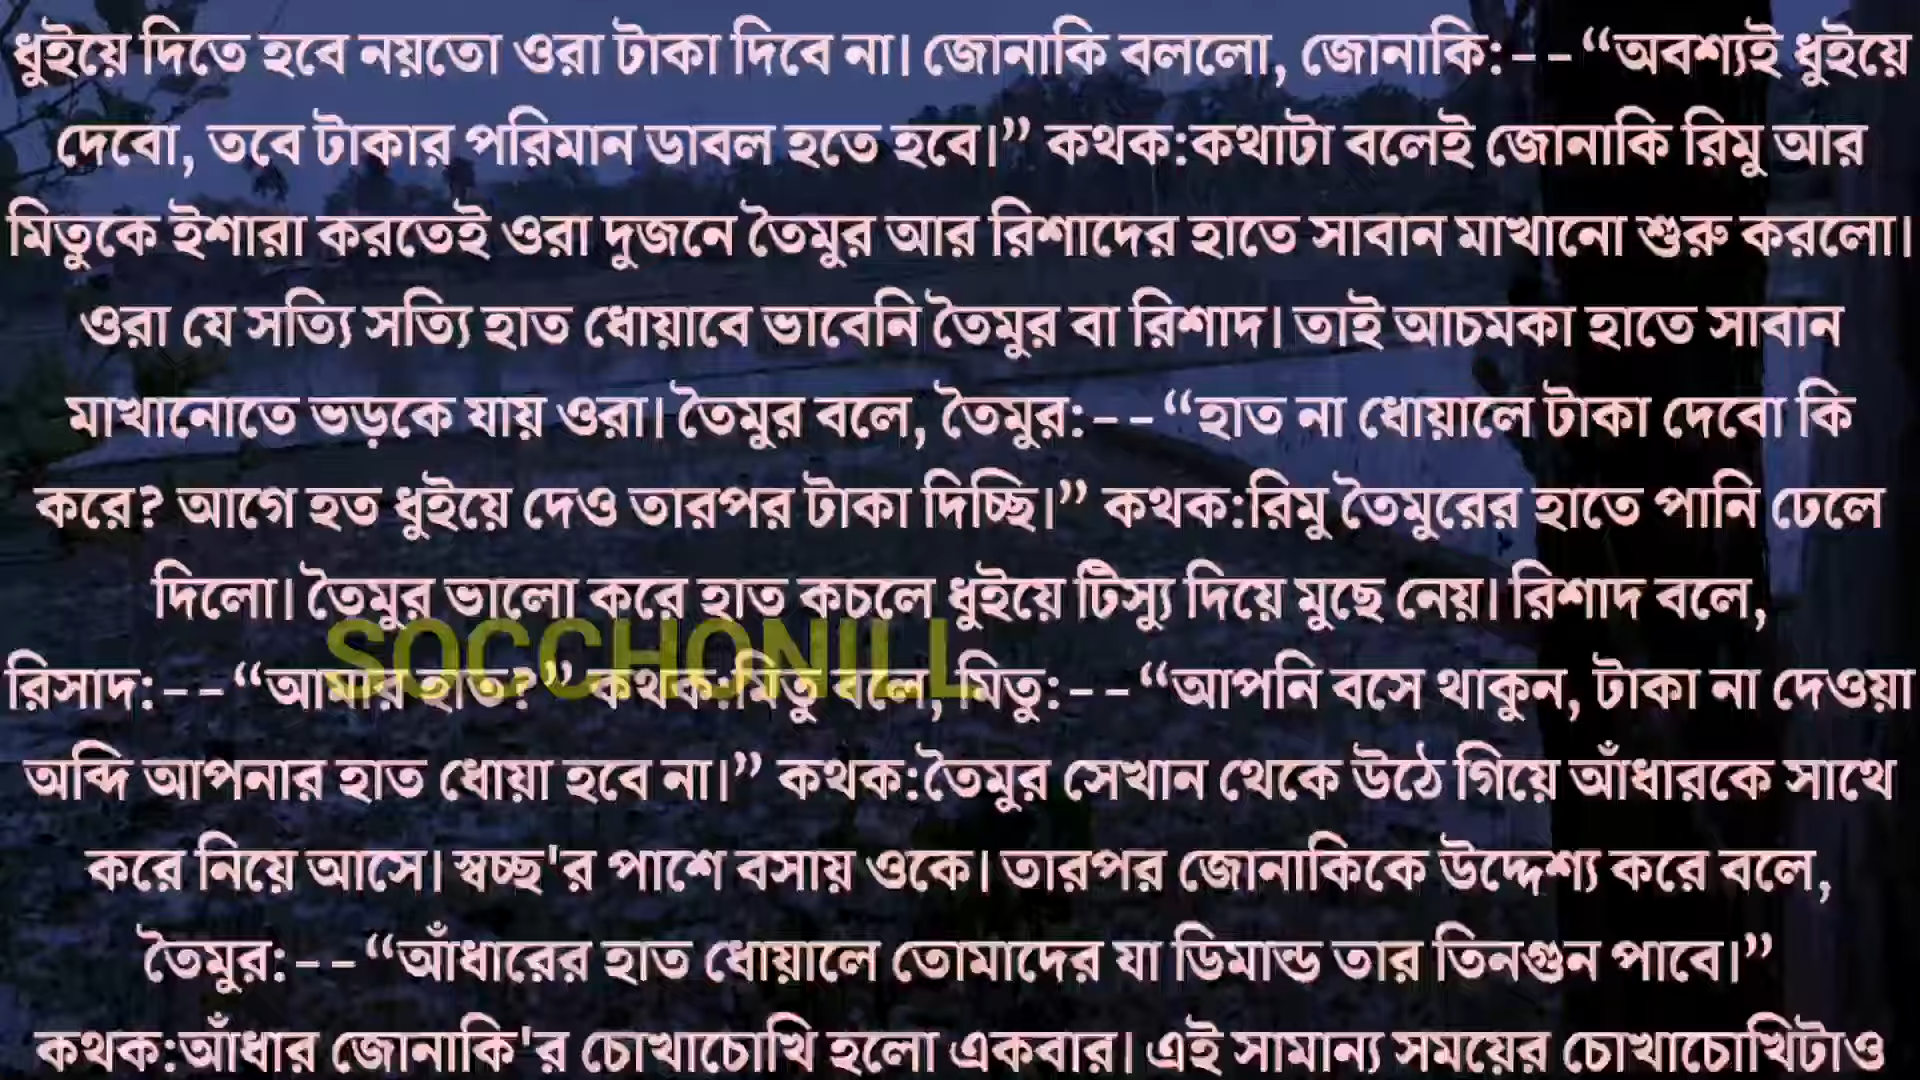 ধুইয়ে দিতে হবে নয়তো ওরা টাকা দিবে না। জোনাকি বললো, জোনাকি:--“অবশ্যই ধুইয়ে
দেবো, তবে টাকার পরিমান ডাবল হতে হবে।” কথক:কথাটা বলেই জোনাকি রিমু আর
মিতুকে ইশারা করতেই ওরা দুজনে তৈমুর আর রিশাদের হাতে সাবান মাখানো শুরু করলো।
ওরা যে সত্যি সত্যি হাত ধোয়াবে ভাবেনি তৈমুর বা রিশাদ। তাই আচমকা হাতে সাবান
মাখানোতে ভড়কে যায় ওরা। তৈমুর বলে, তৈমুর:--“হাত না ধোয়ালে টাকা দেবো কি
করে? আগে হত ধুইয়ে দেও তারপর টাকা দিচ্ছি।” কথক:রিমু তৈমুরের হাতে পানি ঢেলে
দিলো। তৈমুর ভালো করে হাত কচলে ধুইয়ে টিস্যু দিয়ে মুছে নেয়। রিশাদ বলে,
SOCCHONILL
রিসাদ:--“আমার হাত?” কথক:মিতু বলে, মিতু:--“আপনি বসে থাকুন, টাকা না দেওয়া
অব্দি আপনার হাত ধোয়া হবে না।” কথক:তৈমুর সেখান থেকে উঠে গিয়ে আঁধারকে সাথে
করে নিয়ে আসে। স্বচ্ছ'র পাশে বসায় ওকে। তারপর জোনাকিকে উদ্দেশ্য করে বলে,
তৈমুর:--“আঁধারের হাত ধোয়ালে তোমাদের যা ডিমান্ড তার তিনগুন পাবে।”
কথক:আঁধার জোনাকি'র চোখাচোখি হলো একবার। এই সামান্য সময়ের চোখাচোখিটাও